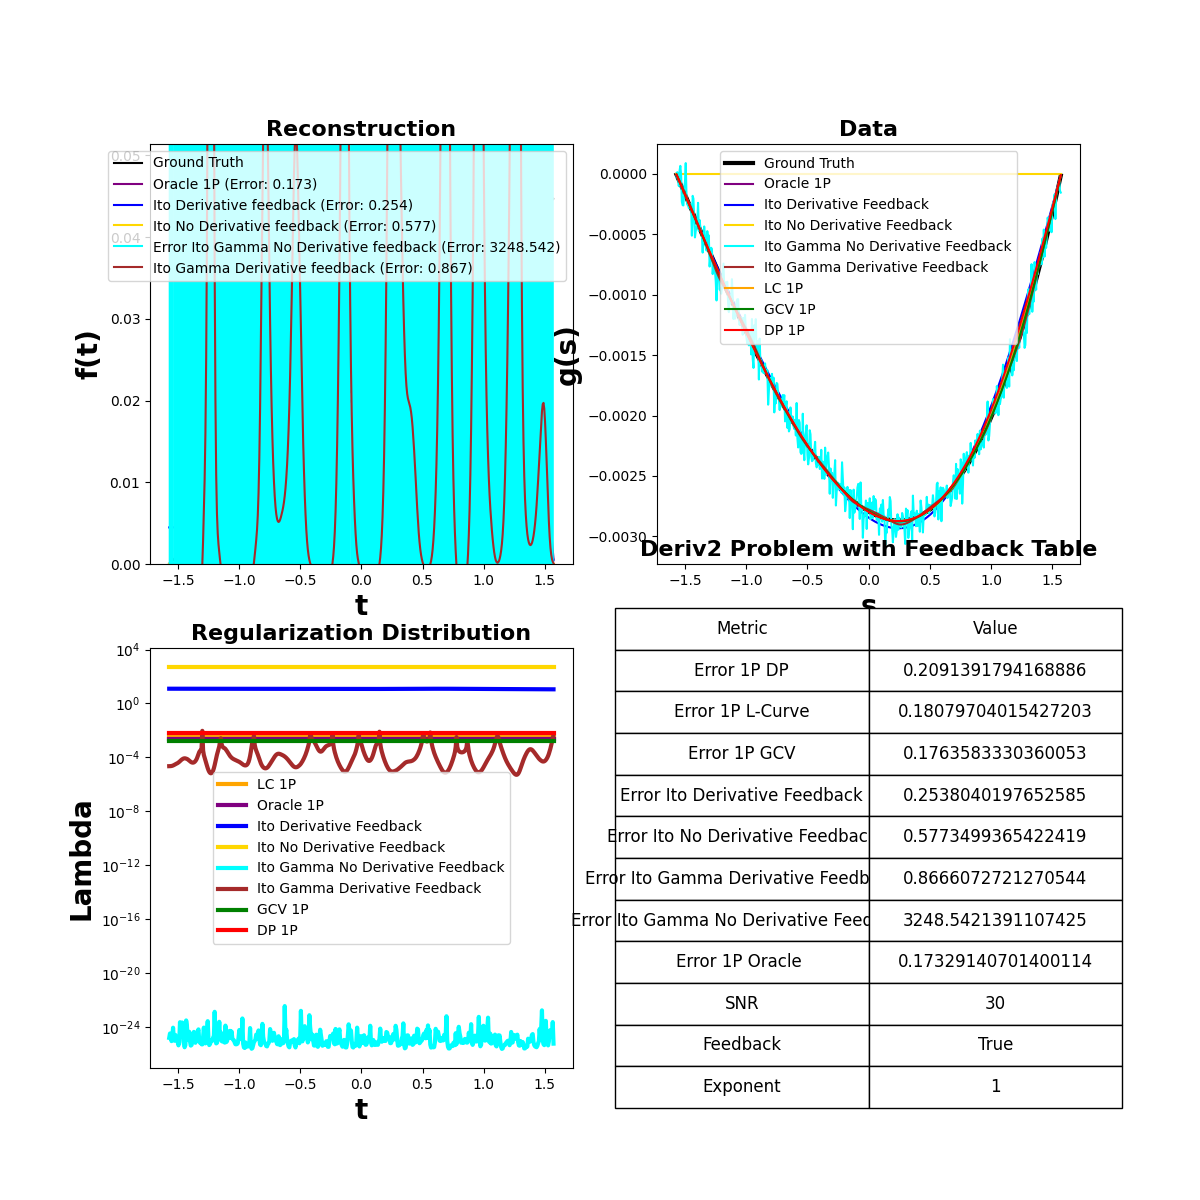 Reconstruction
0.05
0.04
0.03
0.02
0.01
0.00
f(t)
Ground Truth
Oracle 1P (Error: 0.173)
Ito Derivative feedback (Error: 0.254)
Ito No Derivative feedback (Error: 0.577)
Error Ito Gamma No Derivative feedback (Error: 3248.542)
Ito Gamma Derivative feedback (Error: 0.867)
−1.5 −1.0 −0.5 0.0 0.5 1.0 1.5
t
Data
0.0000
−0.0005
−0.0010
−0.0015
−0.0020
−0.0025
−0.0030
g(s)
Ground Truth
Oracle 1P
Ito Derivative Feedback
Ito No Derivative Feedback
Ito Gamma No Derivative Feedback
Ito Gamma Derivative Feedback
LC 1P
GCV 1P
DP 1P
−1.5 −1.0 −0.5 0.0 0.5 1.0 1.5
s
Regularization Distribution
10^4
10^0
10^−4
10^−8
10^−12
10^−16
10^−20
10^−24
Lambda
LC 1P
Oracle 1P
Ito Derivative Feedback
Ito No Derivative Feedback
Ito Gamma No Derivative Feedback
Ito Gamma Derivative Feedback
GCV 1P
DP 1P
−1.5 −1.0 −0.5 0.0 0.5 1.0 1.5
t
Deriv2 Problem with Feedback Table
Metric Value
Error 1P DP 0.2091391794168886
Error 1P L-Curve 0.18079704015427203
Error 1P GCV 0.1763583330360053
Error Ito Derivative Feedback 0.2538040197652585
Error Ito No Derivative Feedbac 0.5773499365422419
Error Ito Gamma Derivative Feedb 0.8666072721270544
Error Ito Gamma No Derivative Feed 3248.5421391107425
Error 1P Oracle 0.17329140701400114
SNR 30
Feedback True
Exponent 1